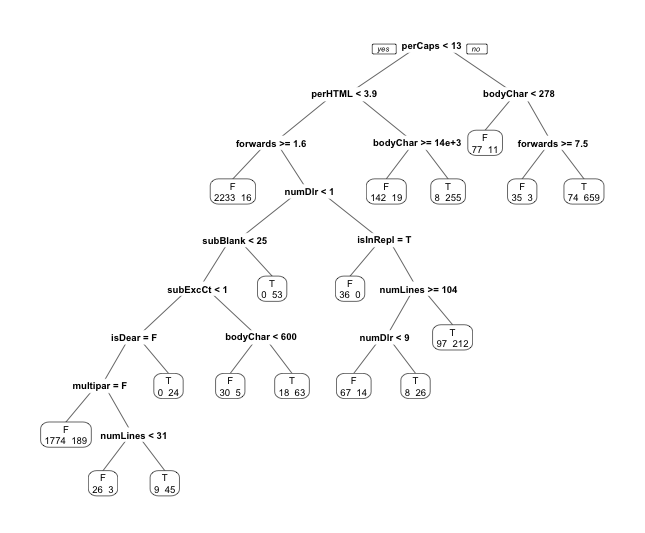 yes perCaps < 13 no
perHTML < 3.9
bodyChar < 278
forwards >= 1.6
bodyChar >= 14e+3
F
77 11
forwards >= 7.5
F
2233 16
numDlr < 1
F
142 19
T
8 255
F
35 3
T
74 659
subBlank < 25
isInRepl = T
subExcCt < 1
T
0 53
F
36 0
numLines >= 104
isDear = F
bodyChar < 600
numDlr < 9
T
97 212
multipar = F
T
0 24
F
30 5
T
18 63
F
67 14
T
8 26
F
1774 189
numLines < 31
F
26 3
T
9 45